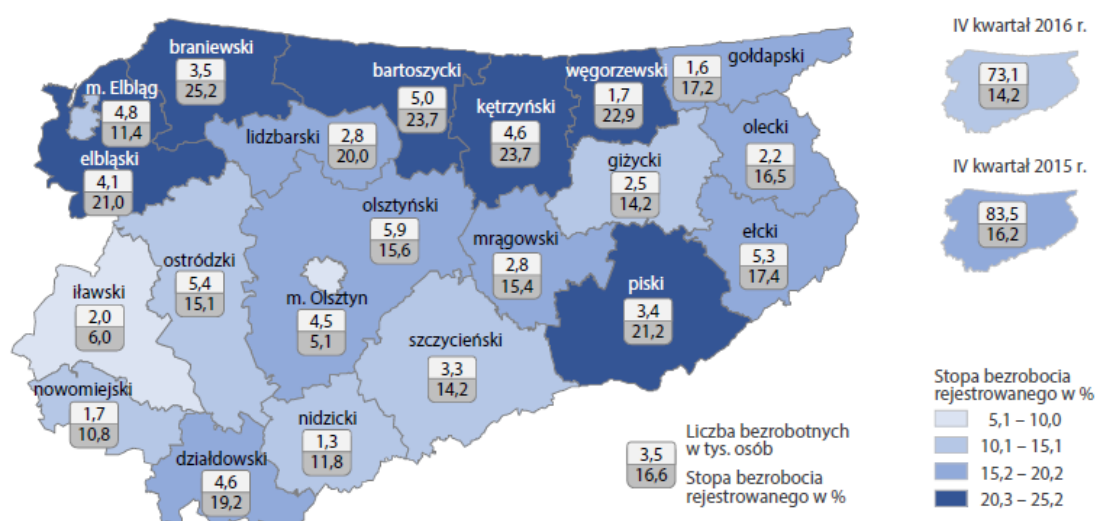 braniewski
3,5
25,2
m. Elbląg
4,8
11,4
elbląski
4,1
21,0
bartoszycki
5,0
23,7
lidzbarski
2,8
20,0
kętrzyński
4,6
23,7
węgorzewski
1,7
22,9
gołdapski
1,6
17,2
olecki
2,2
16,5
giżycki
2,5
14,2
ełcki
5,3
17,4
olsztyński
5,9
15,6
mrągowski
2,8
15,4
piski
3,4
21,2
ostródzki
5,4
15,1
iławski
2,0
6,0
m. Olsztyn
4,5
5,1
szczycieński
3,3
14,2
nowomiejski
1,7
10,8
nidzicki
1,3
11,8
działdowski
4,6
19,2
IV kwartał 2016 r.
73,1
14,2
IV kwartał 2015 r.
83,5
16,2
3,5
16,6
Liczba bezrobotnych
w tys. osób
Stopa bezrobocia
rejestrowanego w %
Stopa bezrobocia
rejestrowanego w %
5,1 – 10,0
10,1 – 15,1
15,2 – 20,2
20,3 – 25,2